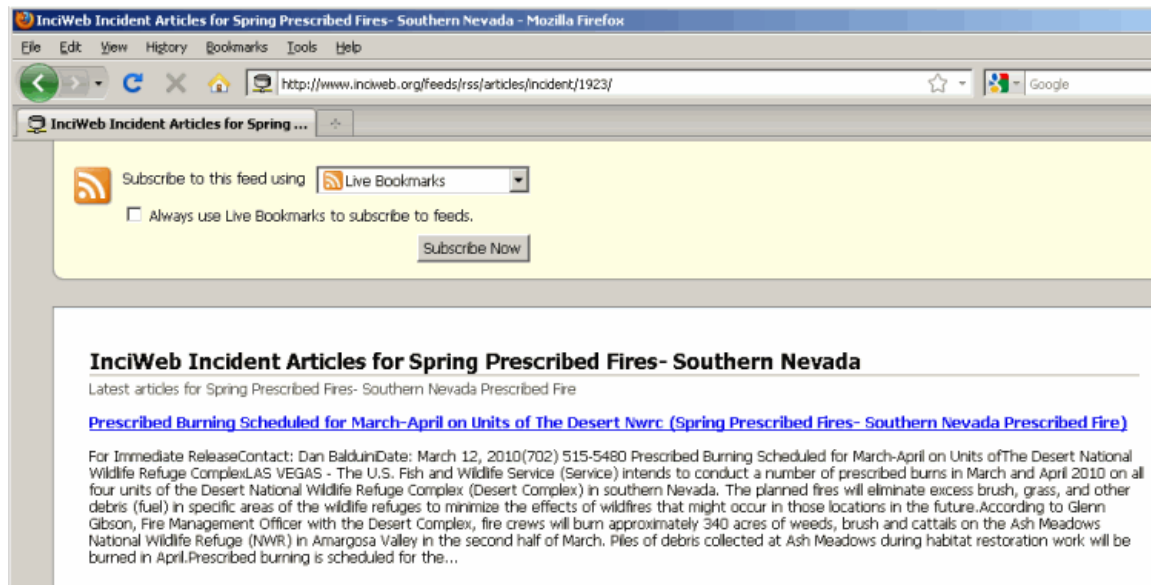 InciWeb Incident Articles for Spring Prescribed Fires- Southern Nevada - Mozilla Firefox
File Edit View History Bookmarks Tools Help
http://www.inciweb.org/feeds/rss/articles/incident/1923/ Google
InciWeb Incident Articles for Spring ...
Subscribe to this feed using Live Bookmarks
Always use Live Bookmarks to subscribe to feeds.
Subscribe Now
InciWeb Incident Articles for Spring Prescribed Fires- Southern Nevada
Latest articles for Spring Prescribed Fires- Southern Nevada Prescribed Fire
Prescribed Burning Scheduled for March-April on Units of The Desert Nwrc (Spring Prescribed Fires- Southern Nevada Prescribed Fire)
For Immediate ReleaseContact: Dan BalduiniDate: March 12, 2010(702) 515-5480 Prescribed Burning Scheduled for March-April on Units ofThe Desert National
Wildlife Refuge ComplexLAS VEGAS - The U.S. Fish and Wildlife Service (Service) intends to conduct a number of prescribed burns in March and April 2010 on all
four units of the Desert National Wildlife Refuge Complex (Desert Complex) in southern Nevada. The planned fires will eliminate excess brush, grass, and other
debris (fuel) in specific areas of the wildlife refuges to minimize the effects of wildfires that might occur in those locations in the future.According to Glenn
Gibson, Fire Management Officer with the Desert Complex, fire crews will burn approximately 340 acres of weeds, brush and cattails on the Ash Meadows
National Wildlife Refuge (NWR) in Amargosa Valley in the second half of March. Piles of debris collected at Ash Meadows during habitat restoration work will be
burned in April.Prescribed burning is scheduled for the...